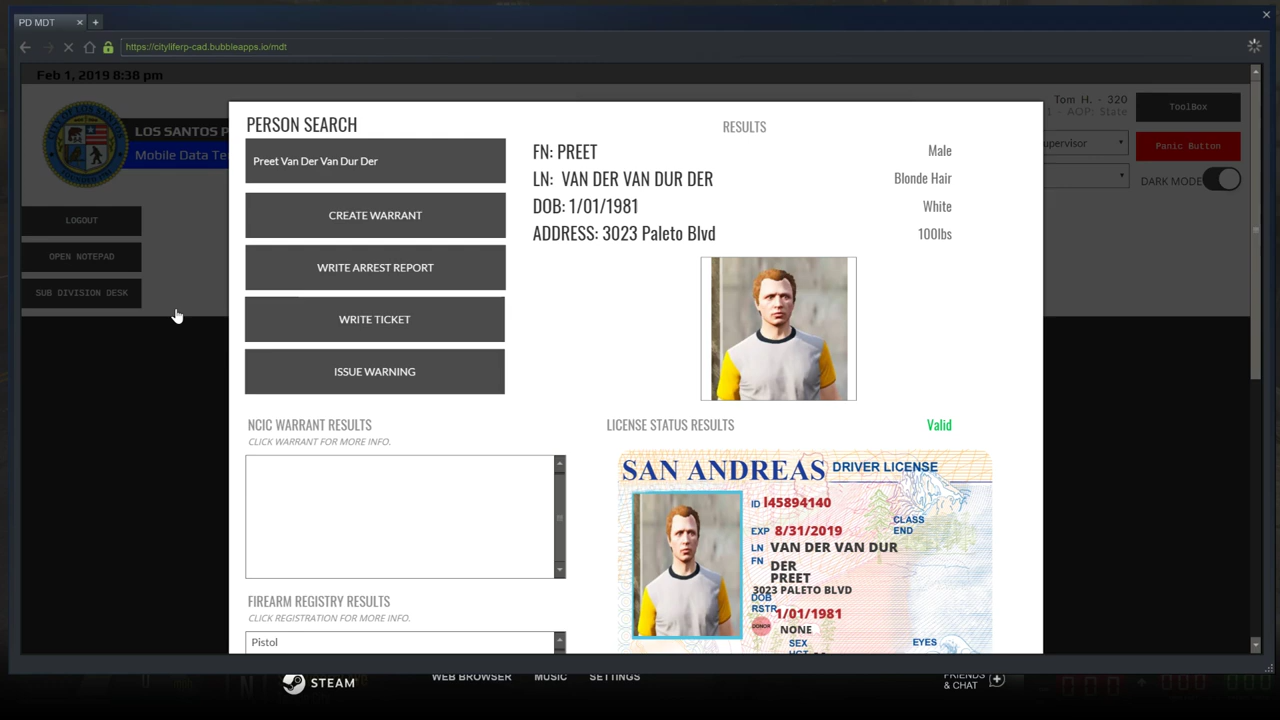 PD MDT
https://cityliferp-cad.bubbleapps.io/mdt
Feb 1, 2019 8:38 pm
LOS SANTOS P
Mobile Data Te
Tom H. - 320
1 - AOP: State
ToolBox
upervisor
Panic Button
DARK MODE
LOGOUT
OPEN NOTEPAD
SUB DIVISION DESK
PERSON SEARCH
Preet Van Der Van Dur Der
CREATE WARRANT
WRITE ARREST REPORT
WRITE TICKET
ISSUE WARNING
RESULTS
FN: PREET
Male
LN: VAN DER VAN DUR DER
Blonde Hair
DOB: 1/01/1981
White
ADDRESS: 3023 Paleto Blvd
100lbs
NCIC WARRANT RESULTS
CLICK WARRANT FOR MORE INFO.
FIREARM REGISTRY RESULTS
CLICK REGISTRATION FOR MORE INFO.
Pistol
LICENSE STATUS RESULTS
Valid
SAN ANDREAS DRIVER LICENSE
ID I45894140
EXP 8/31/2019
CLASS
END
LN VAN DER VAN DUR
DER
FN PREET
3023 PALETO BLVD
DOB 1/01/1981
RSTR NONE
DONOR
SEX
EYES
STEAM
WEB BROWSER
MUSIC
SETTINGS
FRIENDS
& CHAT